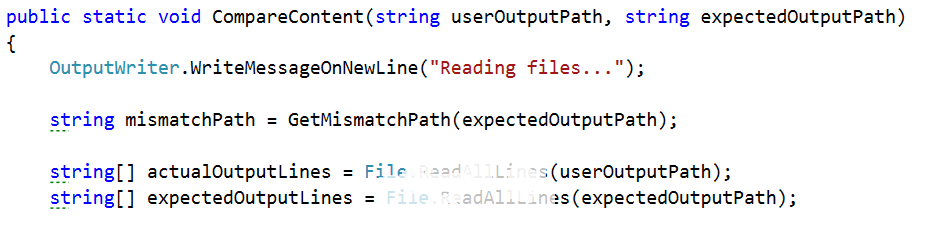 public static void CompareContent(string userOutputPath, string expectedOutputPath)
{
OutputWriter.WriteMessageOnNewLine("Reading files...");
string mismatchPath = GetMismatchPath(expectedOutputPath);
string[] actualOutputLines = File.ReadAllLines(userOutputPath);
string[] expectedOutputLines = File.ReadAllLines(expectedOutputPath);